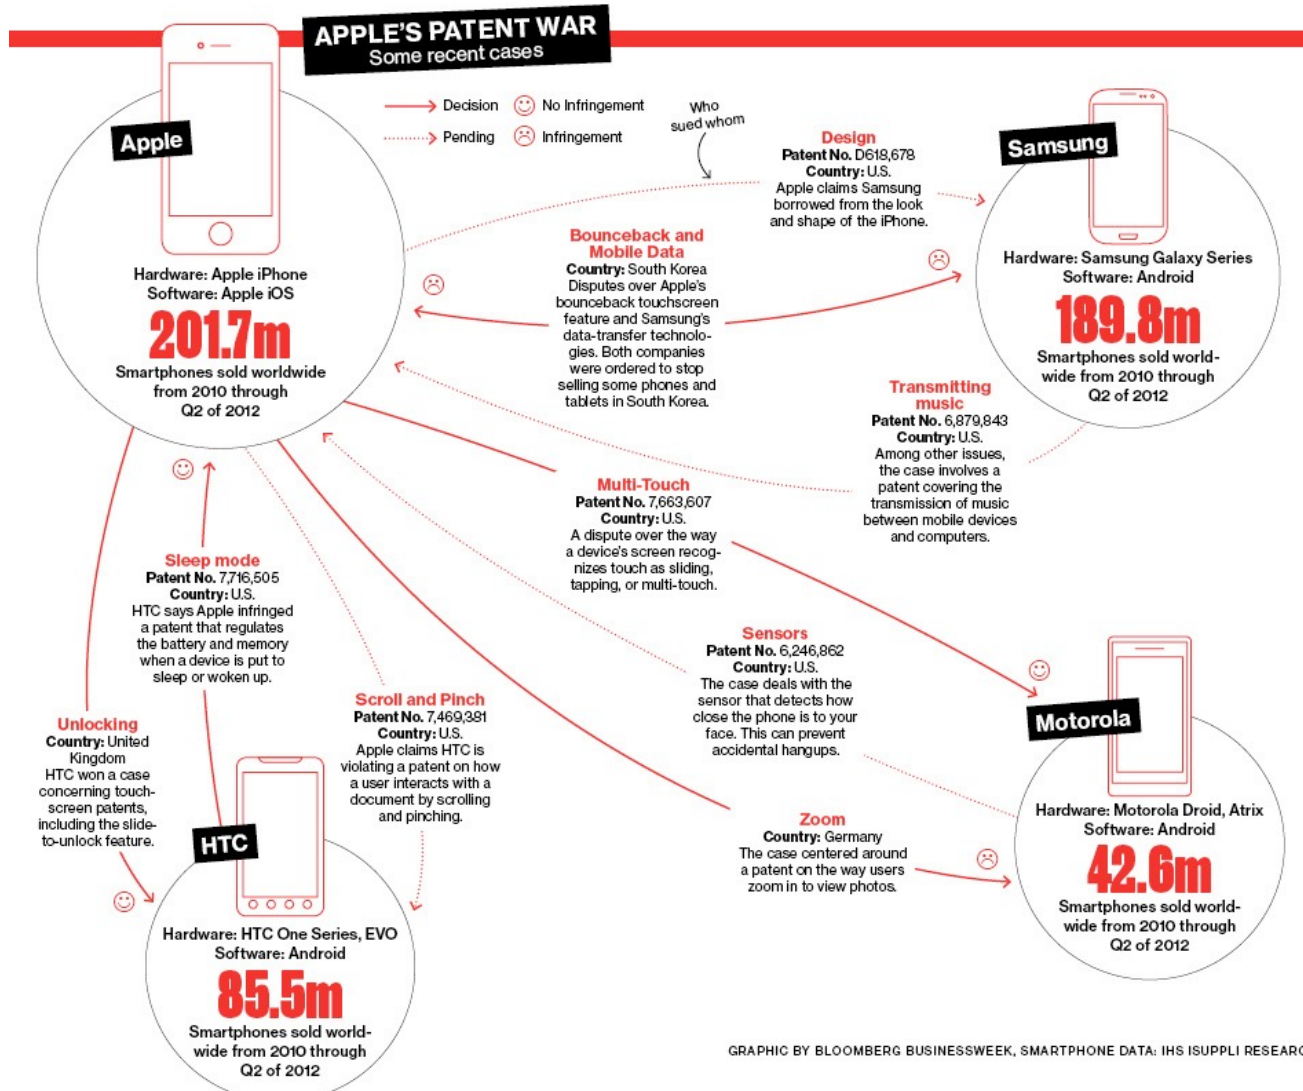 APPLE'S PATENT WAR
Some recent cases
Decision
No Infringement
Pending
Infringement
Who
sued whom
Apple
Hardware: Apple iPhone
Software: Apple iOS
201.7m
Smartphones sold worldwide
from 2010 through
Q2 of 2012
Design
Patent No. D618,678
Country: U.S.
Apple claims Samsung
borrowed from the look
and shape of the iPhone.
Samsung
Hardware: Samsung Galaxy Series
Software: Android
189.8m
Smartphones sold world-
wide from 2010 through
Q2 of 2012
Bounceback and
Mobile Data
Country: South Korea
Disputes over Apple's
bounceback touchscreen
feature and Samsung's
data-transfer technolo-
gies. Both companies
were ordered to stop
selling some phones and
tablets in South Korea.
Transmitting
music
Patent No. 6,879,843
Country: U.S.
Among other issues,
the case involves a
patent covering the
transmission of music
between mobile devices
and computers.
Multi-Touch
Patent No. 7,663,607
Country: U.S.
A dispute over the way
a device's screen recog-
nizes touch as sliding,
tapping, or multi-touch.
Sleep mode
Patent No. 7,716,505
Country: U.S.
HTC says Apple infringed
a patent that regulates
the battery and memory
when a device is put to
sleep or woken up.
Sensors
Patent No. 6,246,862
Country: U.S.
The case deals with the
sensor that detects how
close the phone is to your
face. This can prevent
accidental hangups.
Scroll and Pinch
Patent No. 7,469,381
Country: U.S.
Apple claims HTC is
violating a patent on how
a user interacts with a
document by scrolling
and pinching.
Unlocking
Country: United
Kingdom
HTC won a case
concerning touch-
screen patents,
including the slide-
to-unlock feature.
Zoom
Country: Germany
The case centered around
a patent on the way users
zoom in to view photos.
Motorola
Hardware: Motorola Droid, Atrix
Software: Android
42.6m
Smartphones sold world-
wide from 2010 through
Q2 of 2012
HTC
Hardware: HTC One Series, EVO
Software: Android
85.5m
Smartphones sold world-
wide from 2010 through
Q2 of 2012
GRAPHIC BY BLOOMBERG BUSINESSWEEK, SMARTPHONE DATA: IHS ISUPPLI RESEARC